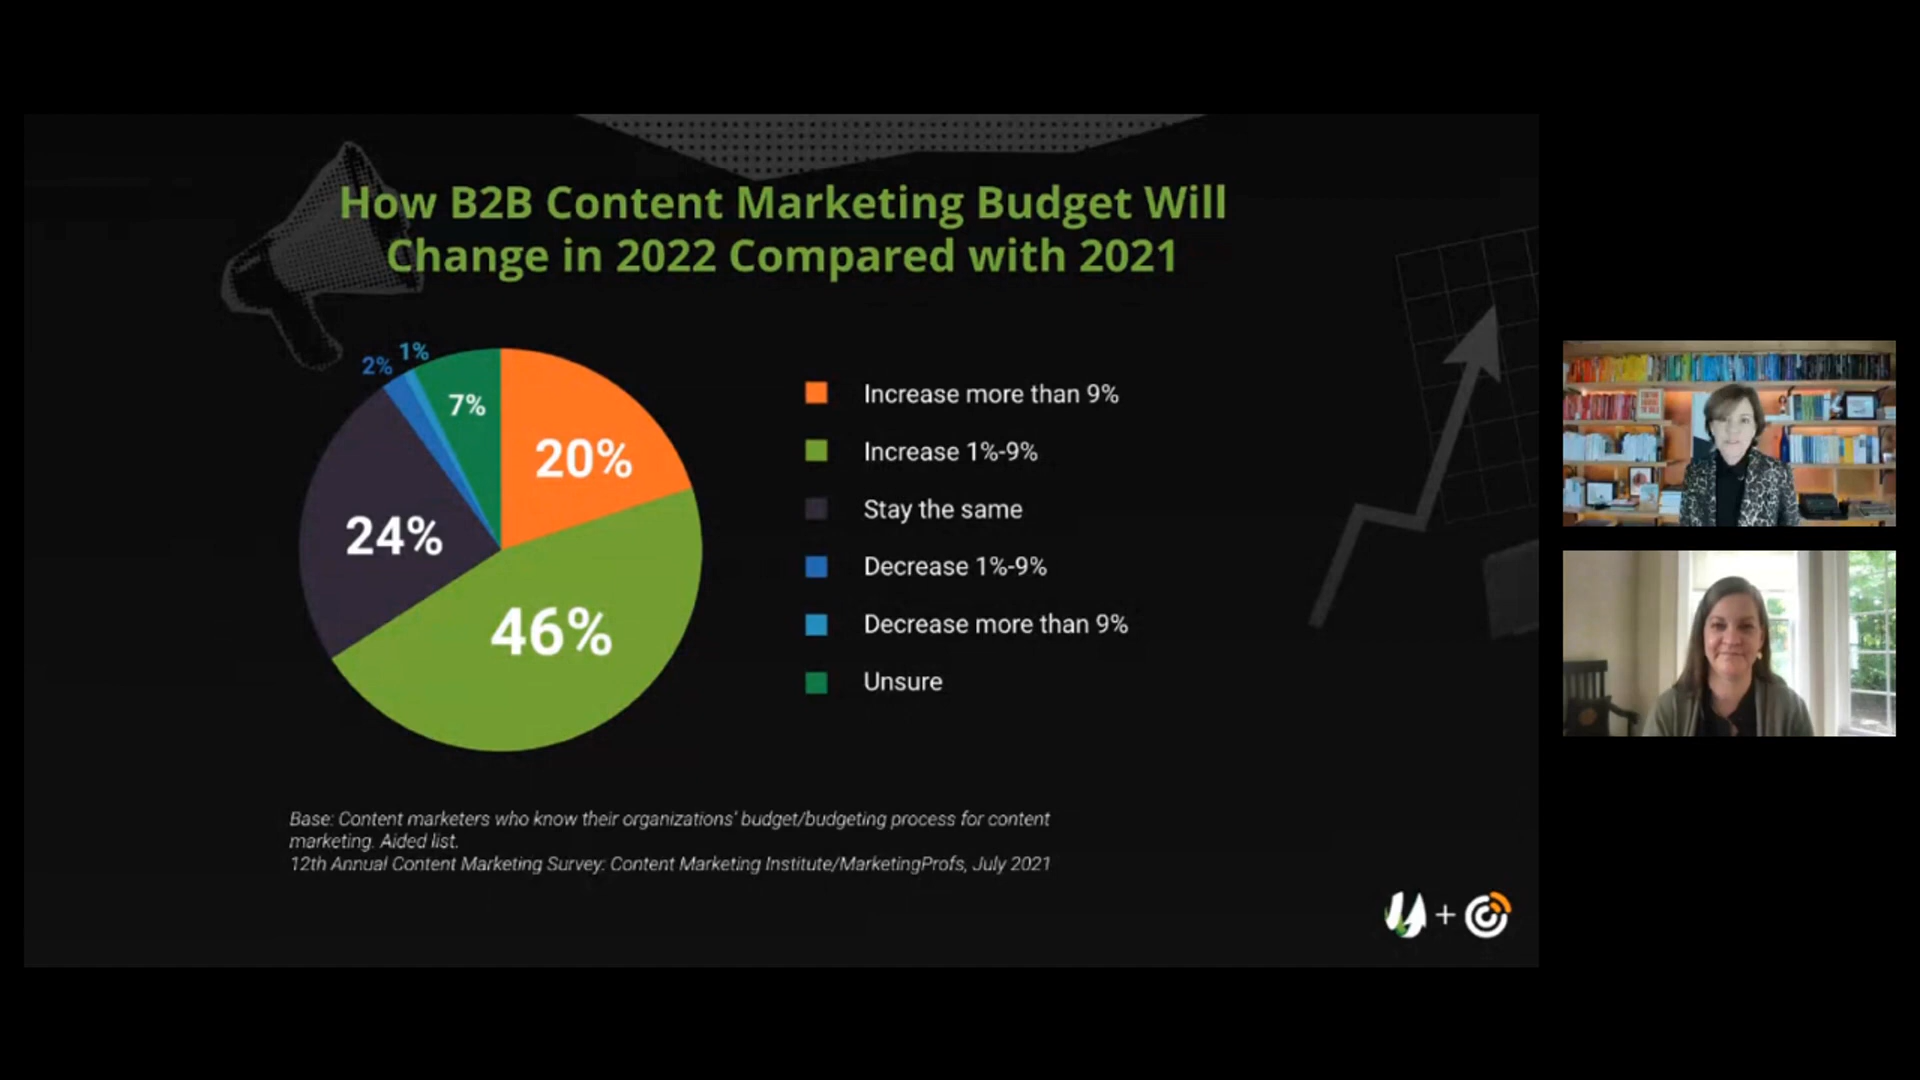 How B2B Content Marketing Budget Will
Change in 2022 Compared with 2021
2%
1%
7%
20%
24%
46%
Increase more than 9%
Increase 1%-9%
Stay the same
Decrease 1%-9%
Decrease more than 9%
Unsure
Base: Content marketers who know their organizations' budget/budgeting process for content
marketing. Aided list.
12th Annual Content Marketing Survey: Content Marketing Institute/MarketingProfs, July 2021
+